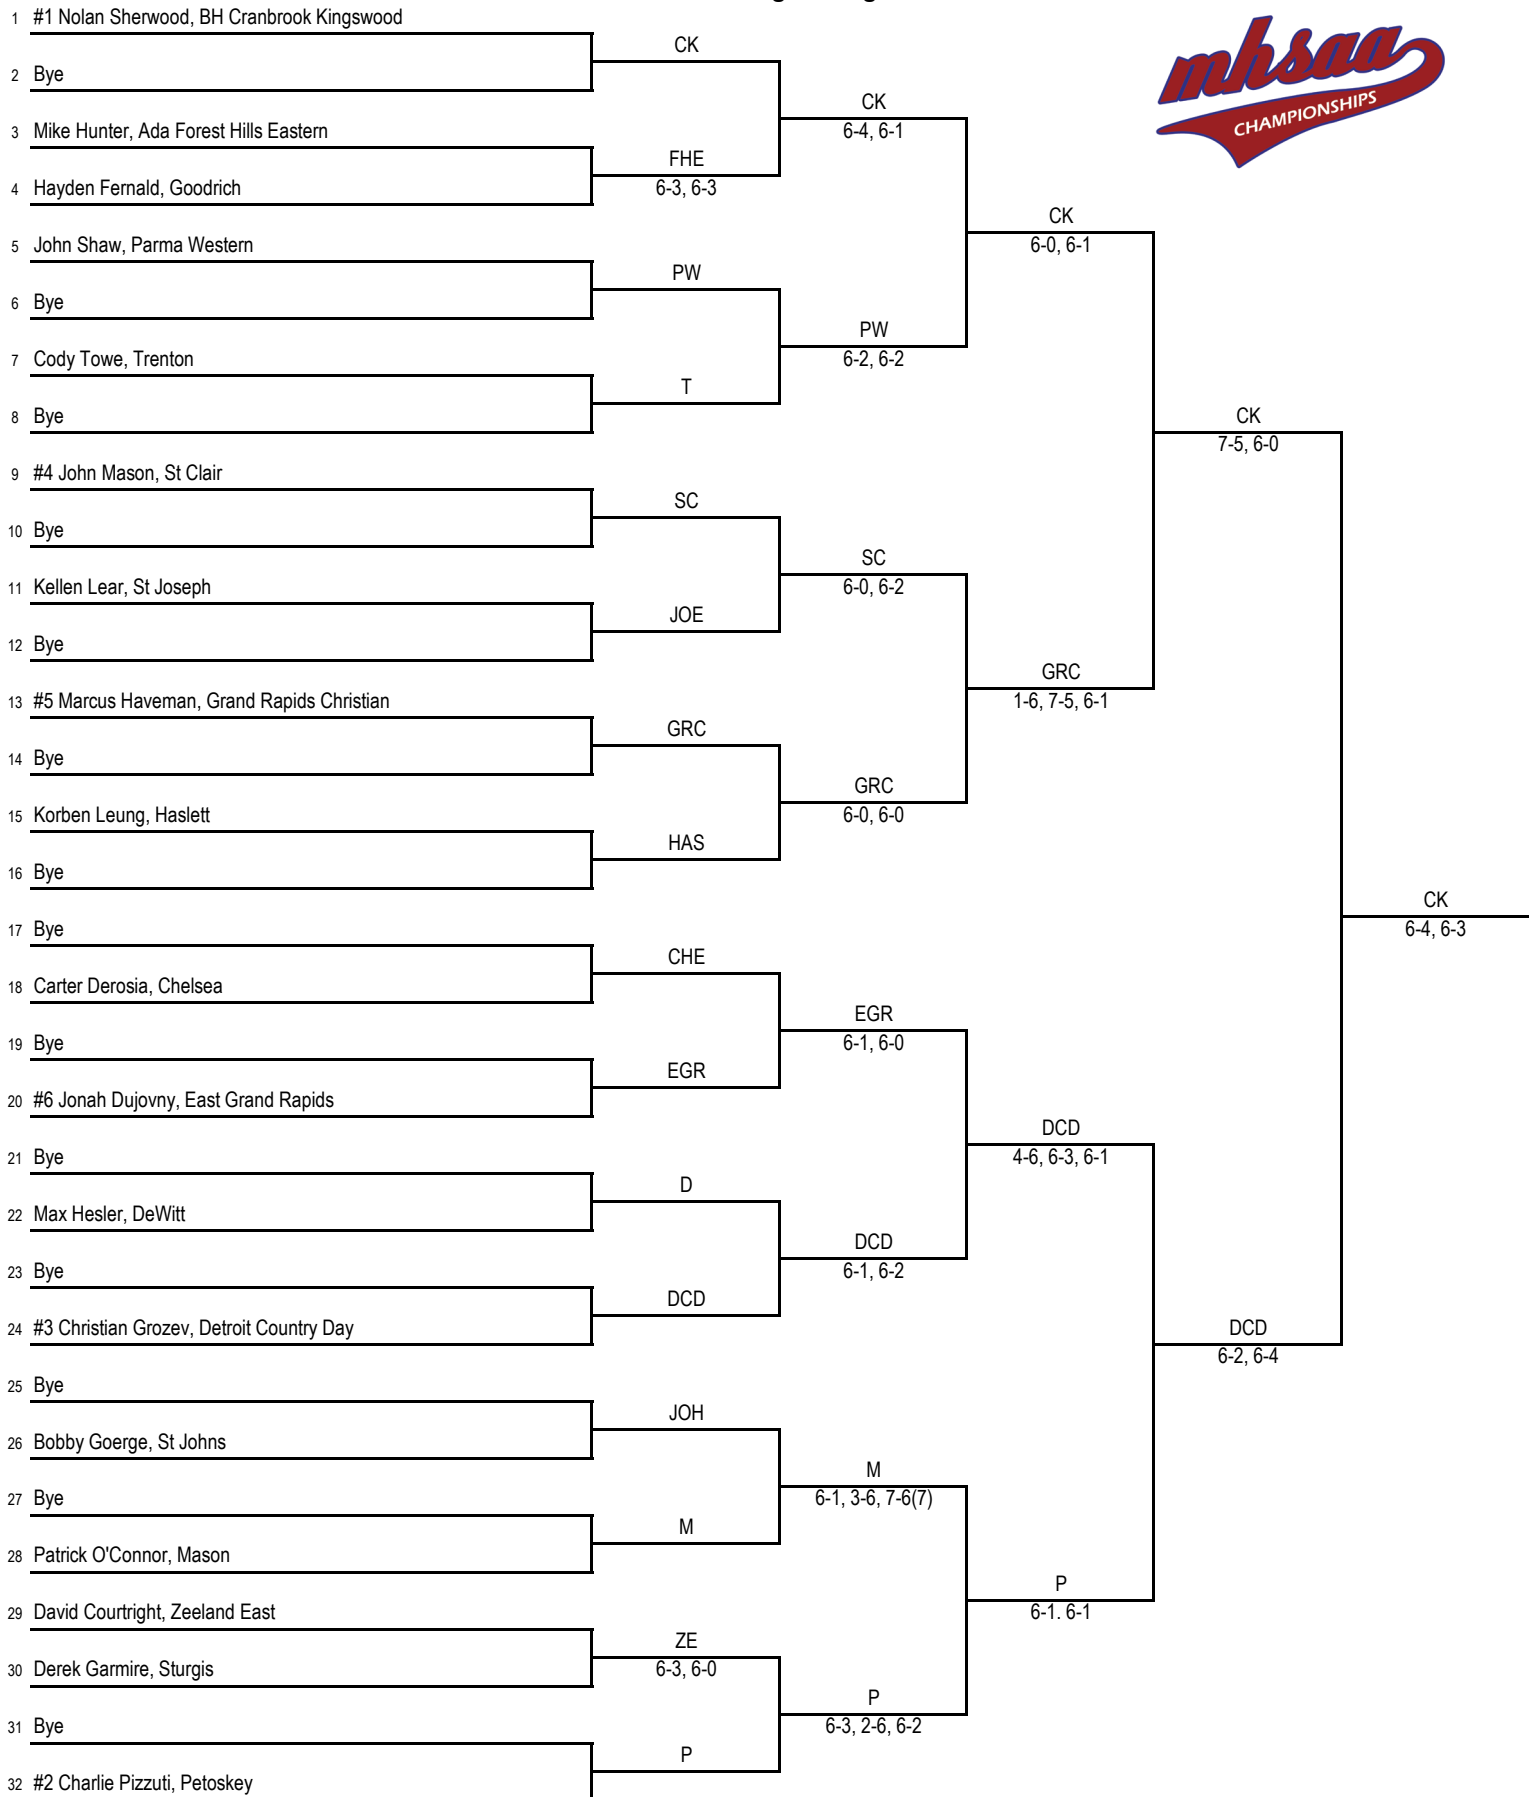 1 #1 Nolan Sherwood, BH Cranbrook Kingswood
CK
2 Bye
CK
6-4, 6-1
3 Mike Hunter, Ada Forest Hills Eastern
FHE
6-3, 6-3
4 Hayden Fernald, Goodrich
CK
6-0, 6-1
5 John Shaw, Parma Western
PW
6 Bye
PW
6-2, 6-2
7 Cody Towe, Trenton
T
8 Bye
CK
7-5, 6-0
9 #4 John Mason, St Clair
SC
10 Bye
SC
6-0, 6-2
11 Kellen Lear, St Joseph
JOE
12 Bye
GRC
1-6, 7-5, 6-1
13 #5 Marcus Haveman, Grand Rapids Christian
GRC
14 Bye
GRC
6-0, 6-0
15 Korben Leung, Haslett
HAS
16 Bye
CK
6-4, 6-3
17 Bye
CHE
18 Carter Derosia, Chelsea
EGR
6-1, 6-0
19 Bye
EGR
20 #6 Jonah Dujovny, East Grand Rapids
DCD
4-6, 6-3, 6-1
21 Bye
D
22 Max Hesler, DeWitt
DCD
6-1, 6-2
23 Bye
DCD
24 #3 Christian Grozev, Detroit Country Day
DCD
6-2, 6-4
25 Bye
JOH
26 Bobby Goerge, St Johns
M
6-1, 3-6, 7-6(7)
27 Bye
M
28 Patrick O'Connor, Mason
P
6-1. 6-1
29 David Courtright, Zeeland East
ZE
6-3, 6-0
30 Derek Garmire, Sturgis
P
6-3, 2-6, 6-2
31 Bye
P
32 #2 Charlie Pizzuti, Petoskey
mhsaa
CHAMPIONSHIPS